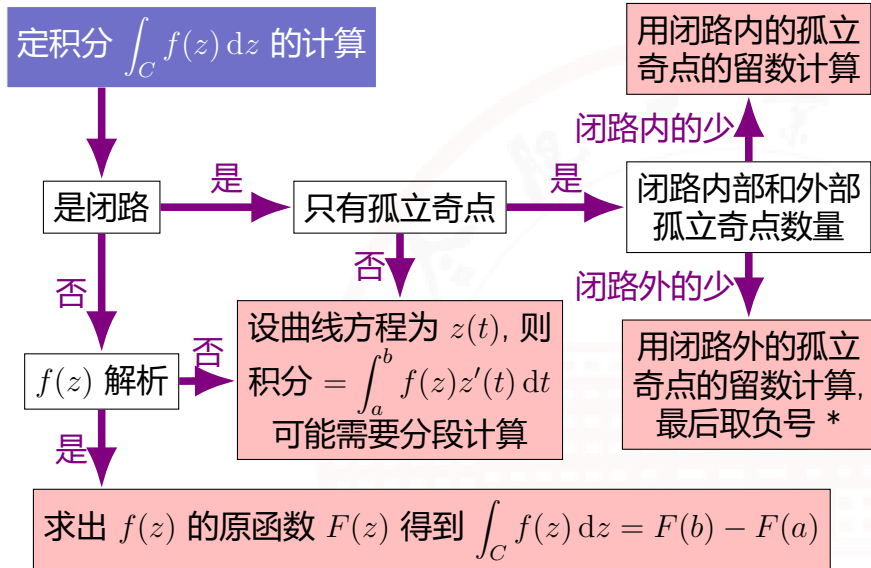 定积分 ∫_C f(z) dz 的计算
用闭路内的孤立
奇点的留数计算
闭路内的少
是闭路
是
只有孤立奇点
是
闭路内部和外部
孤立奇点数量
否
否
闭路外的少
f(z) 解析
否
设曲线方程为 z(t), 则
积分 = ∫_a^b f(z)z′(t) dt
可能需要分段计算
用闭路外的孤立
奇点的留数计算,
最后取负号 *
是
求出 f(z) 的原函数 F(z) 得到 ∫_C f(z) dz = F(b) − F(a)